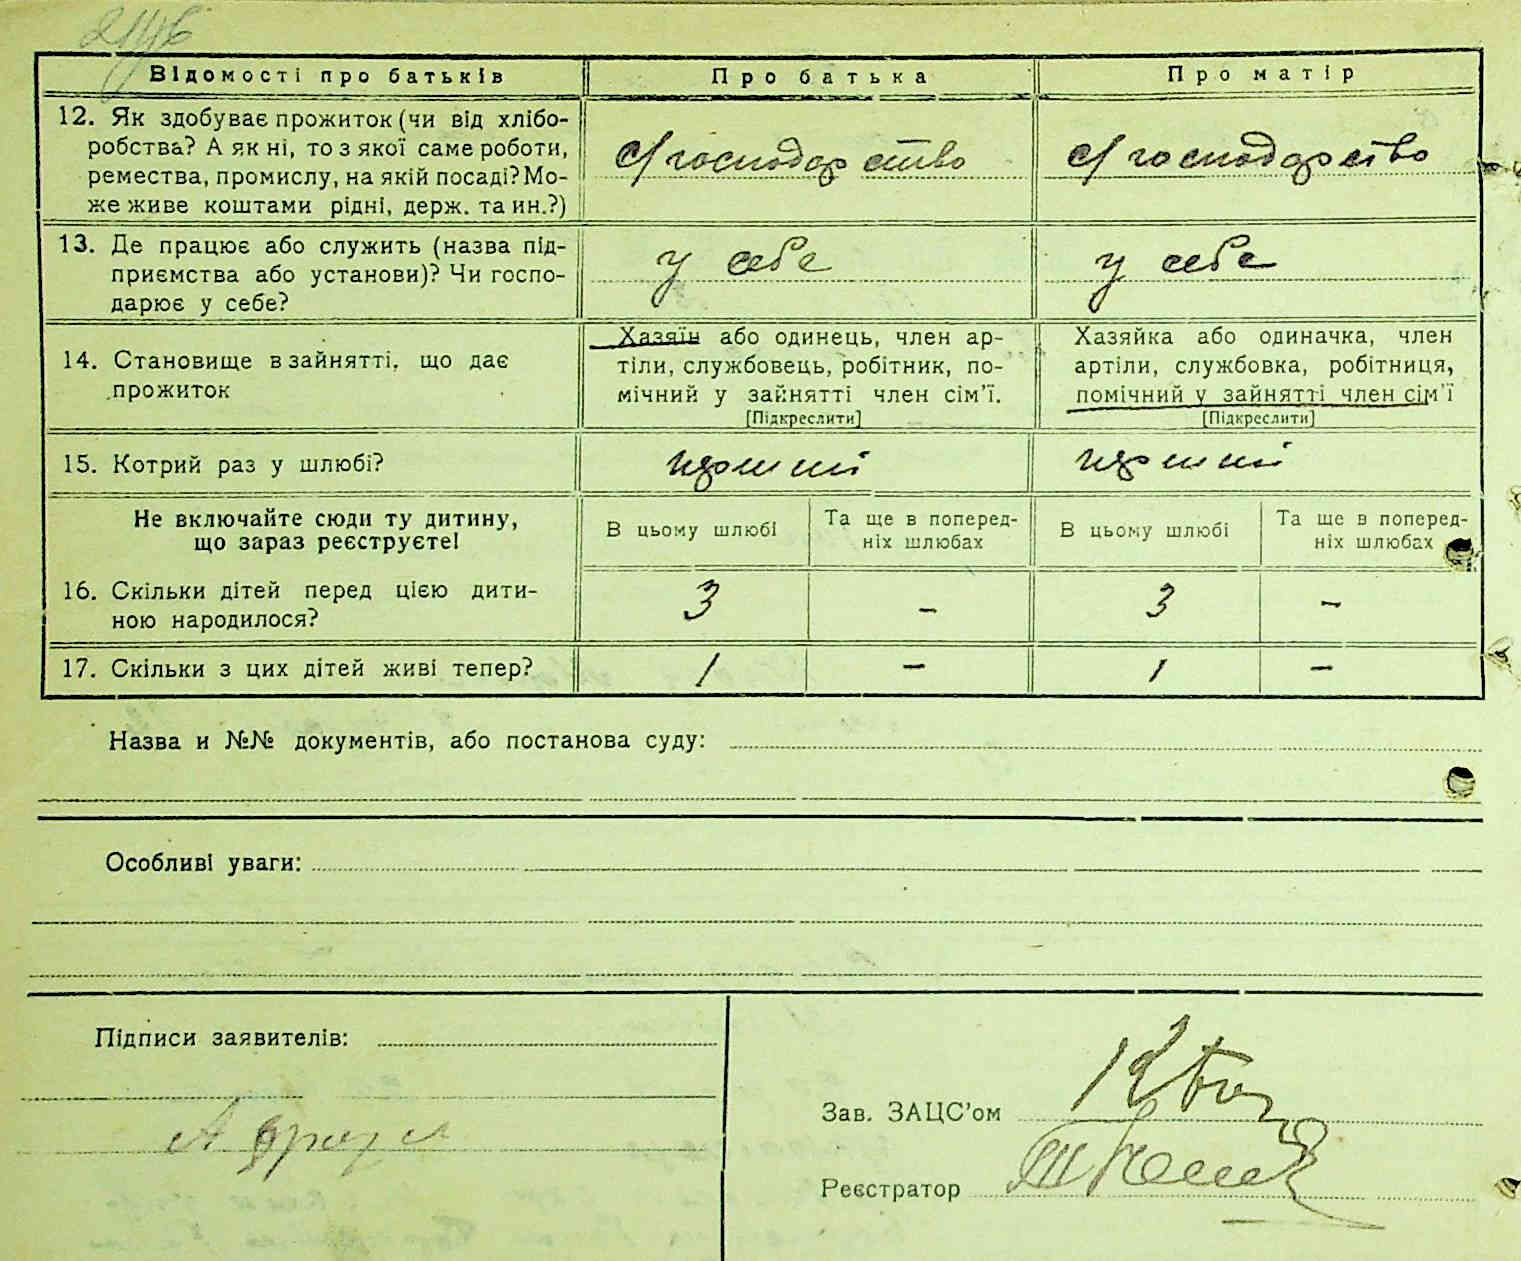 Відомості про батьків Про батька Про матір
12. Як здобуває прожиток (чи від хлібо-
робства? А як ні, то з якої саме роботи,
ремества, промислу, на якій посаді? Мо-
же живе коштами рідні, держ. та ин.?)
с/господарство с/господарство
13. Де працює або служить (назва під-
приємства або установи)? Чи госпо-
дарює у себе?
у себе у себе
14. Становище в зайнятті, що дає
прожиток
Хазяїн або одинець, член ар-
тіли, службовець, робітник, по-
мічний у зайнятті член сім'ї.
[Підкреслити]
Хазяйка або одиначка, член
артіли, службовка, робітниця,
помічний у зайнятті член сім'ї
[Підкреслити]
15. Котрий раз у шлюбі? перший перший
Не включайте сюди ту дитину,
що зараз реєструєте!
В цьому шлюбі
Та ще в поперед-
ніх шлюбах
В цьому шлюбі
Та ще в поперед-
ніх шлюбах
16. Скільки дітей перед цією дити-
ною народилося?
3 – 3 –
17. Скільки з цих дітей живі тепер? 1 – 1 –
Назва и №№ документів, або постанова суду:
Особливі уваги:
Підписи заявителів:
Зав. ЗАЦС'ом
Реєстратор